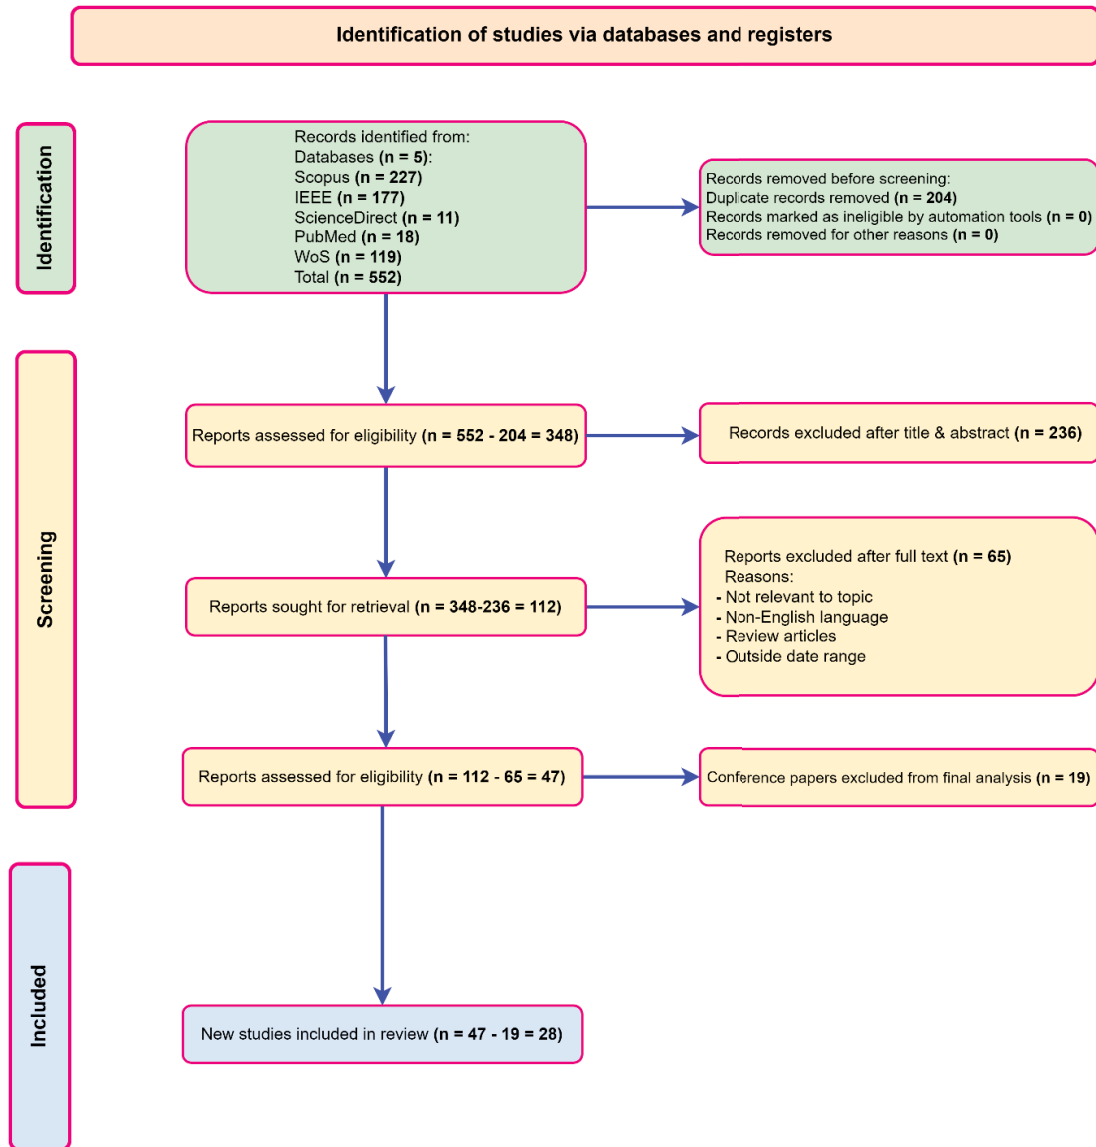 Identification of studies via databases and registers
Identification
Records identified from:
Databases (n = 5):
Scopus (n = 227)
IEEE (n = 177)
ScienceDirect (n = 11)
PubMed (n = 18)
WoS (n = 119)
Total (n = 552)
Records removed before screening:
Duplicate records removed (n = 204)
Records marked as ineligible by automation tools (n = 0)
Records removed for other reasons (n = 0)
Screening
Reports assessed for eligibility (n = 552 - 204 = 348)
Records excluded after title & abstract (n = 236)
Reports sought for retrieval (n = 348-236 = 112)
Reports excluded after full text (n = 65)
Reasons:
- Not relevant to topic
- Non-English language
- Review articles
- Outside date range
Reports assessed for eligibility (n = 112 - 65 = 47)
Conference papers excluded from final analysis (n = 19)
Included
New studies included in review (n = 47 - 19 = 28)